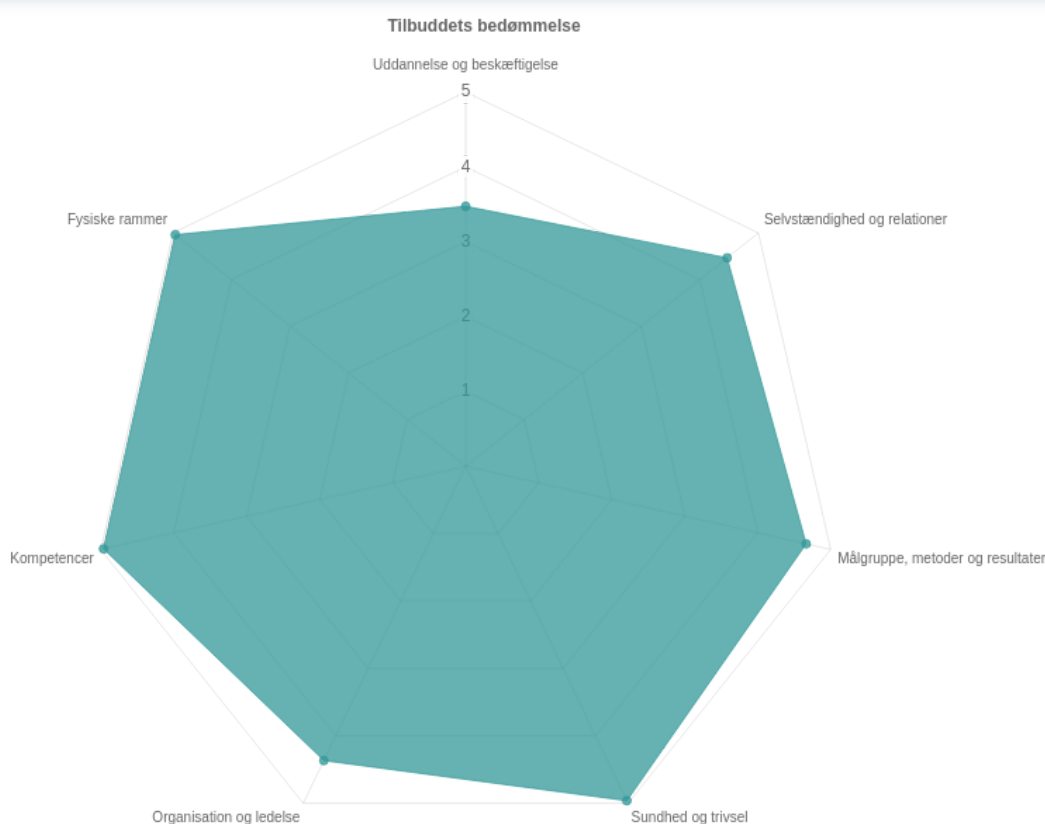 Tilbuddets bedømmelse
Uddannelse og beskæftigelse
5
4
Fysiske rammer
Selvstændighed og relationer
3
2
1
Kompetencer
Målgruppe, metoder og resultater
Organisation og ledelse
Sundhed og trivsel